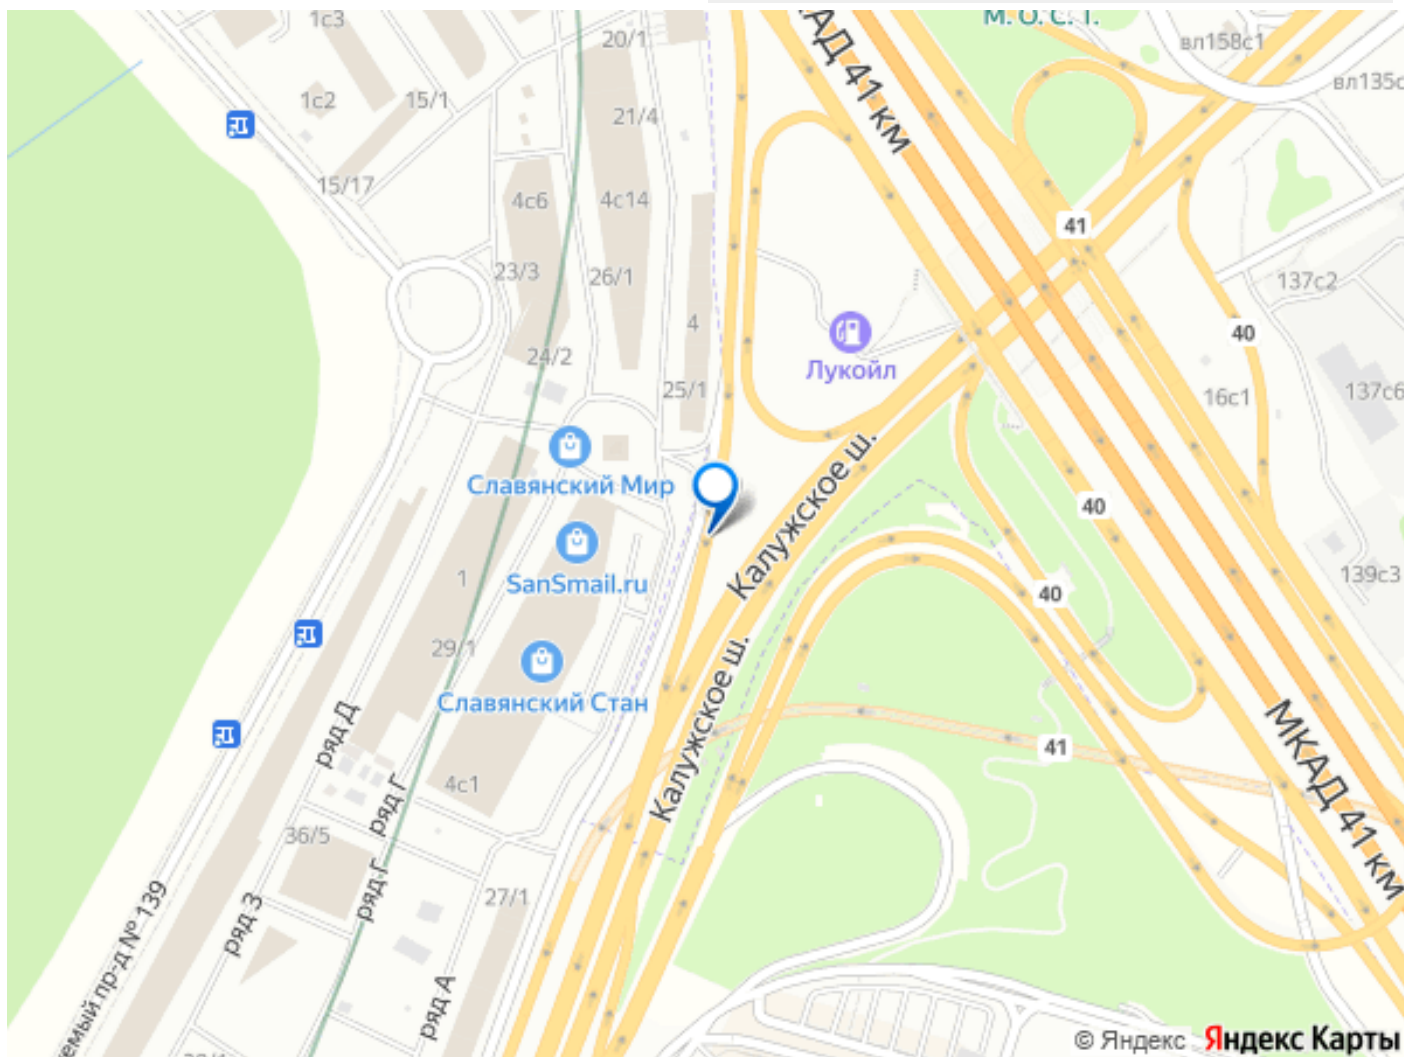 1с3
20/1
М. О. С. Т.
вл158с1
вл135с
1с2
15/1
21/4
МКАД 41 км
15/17
4с6
4с14
41
23/3
26/1
137с2
4
40
24/2
Лукойл
25/1
16с1
137с6
Славянский Мир
Калужское ш.
40
SanSmail.ru
1
40
139с3
29/1
Славянский Стан
Калужское ш.
ряд Д
41
МКАД 41 км
4с1
ряд Г
36/5
ряд Г
27/1
ряд З
емый пр-д № 139
ряд А
© Яндекс Яндекс Карты